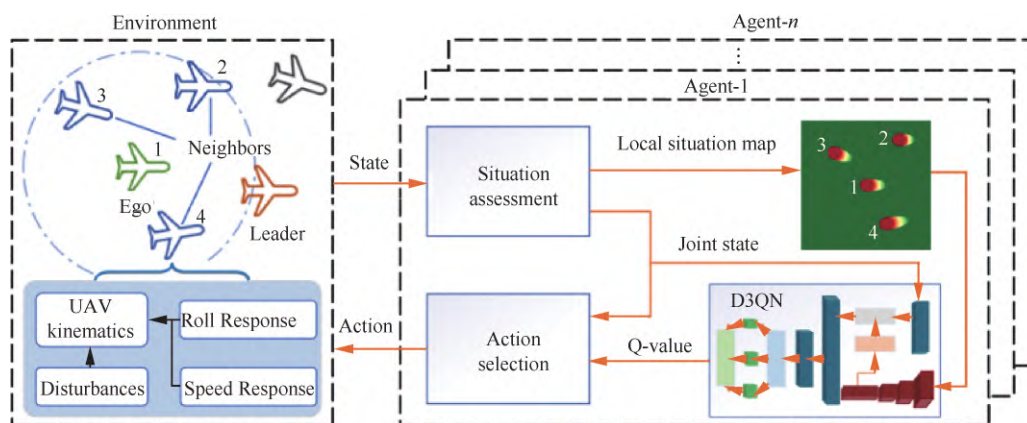 Environment
Agent-n
⋮
Agent-1
2
3
1
Neighbors
Ego
4
Leader
State
Situation
assessment
Local situation map
2
3
1
4
Joint state
UAV
kinematics
Roll Response
Disturbances
Speed Response
Action
Action
selection
Q-value
D3QN